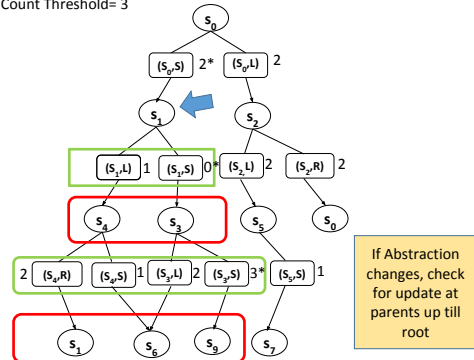 Count Threshold= 3
s0
(S0,S) 2* (S0,L) 2
s1 s2
(S1,L) 1 (S1,S) 0* (S2,L) 2 (S2,R) 2
s4 s3 s5 s0
2 (S4,R) (S4,S) 1 (S3,L) 2 (S3,S) 3* (S5,S) 1
s1 s6 s9 s7
If Abstraction
changes, check
for update at
parents up till
root